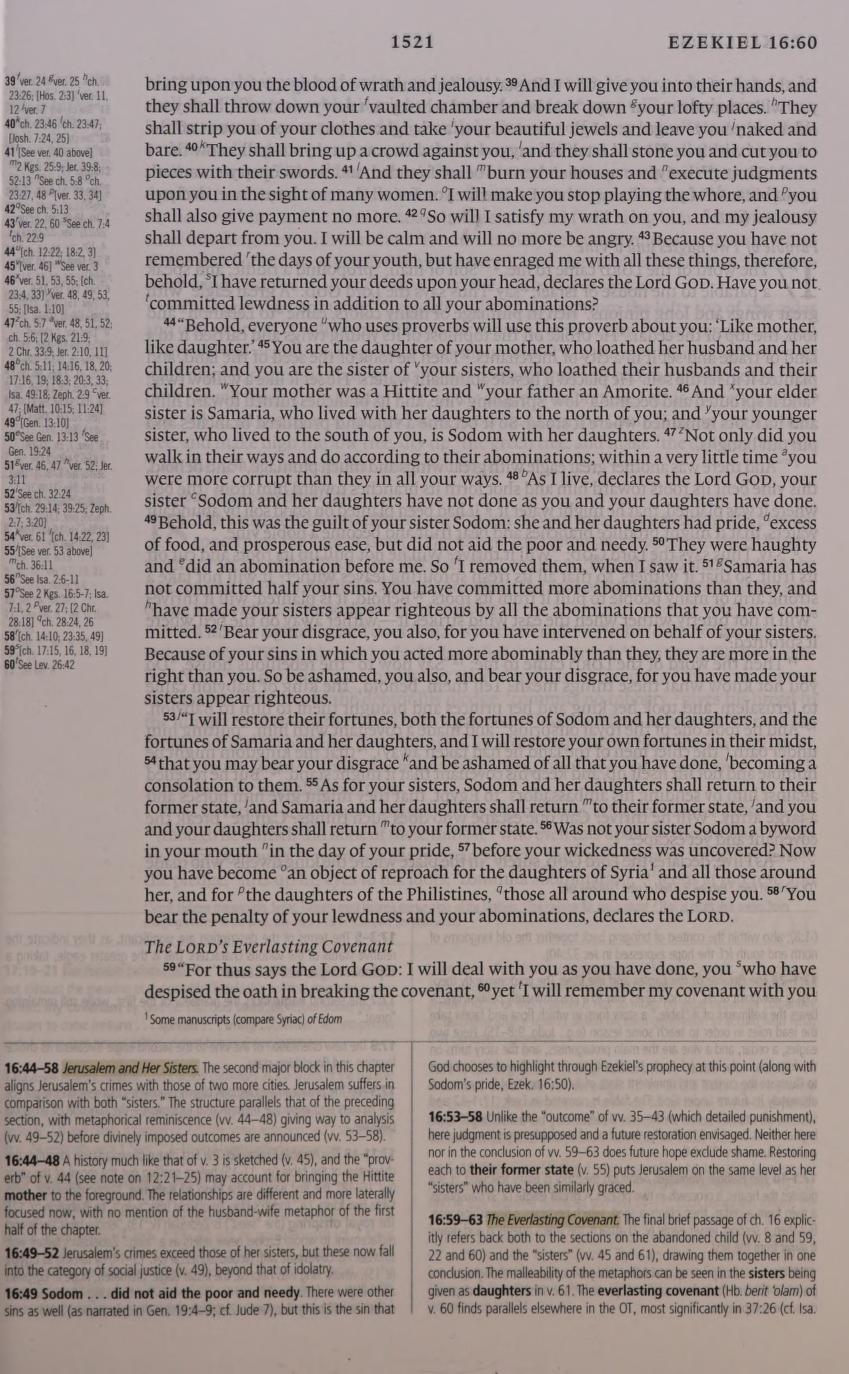 1521
EZEKIEL 16:60
39 f ver. 24 g ver. 25 h ch.
23:26; [Hos. 2:3] i ver. 11,
12 j ver. 7
40 k ch. 23:46 l ch. 23:47;
[Josh. 7:24, 25]
41 l [See ver. 40 above]
m 2 Kgs. 25:9; Jer. 39:8;
52:13 n See ch. 5:8 o ch.
23:27, 48 p [ver. 33, 34]
42 q See ch. 5:13
43 r ver. 22, 60 s See ch. 7:4
t ch. 22:9
44 u [ch. 12:22; 18:2, 3]
45 v [ver. 46] w See ver. 3
46 x ver. 51, 53, 55; [ch.
23:4, 33] y ver. 48, 49, 53,
55; [Isa. 1:10]
47 z ch. 5:7 a ver. 48, 51, 52;
ch. 5:6; [2 Kgs. 21:9;
2 Chr. 33:9; Jer. 2:10, 11]
48 b ch. 5:11; 14:16, 18, 20;
17:16, 19; 18:3; 20:3, 33;
Isa. 49:18; Zeph. 2:9 c ver.
47; [Matt. 10:15; 11:24]
49 d [Gen. 13:10]
50 e See Gen. 13:13 f See
Gen. 19:24
51 g ver. 46, 47 h ver. 52; Jer.
3:11
52 i See ch. 32:24
53 j [ch. 29:14; 39:25; Zeph.
2:7; 3:20]
54 k ver. 61 l [ch. 14:22, 23]
55 j [See ver. 53 above]
m ch. 36:11
56 n See Isa. 2:6-11
57 o See 2 Kgs. 16:5-7; Isa.
7:1, 2 p ver. 27; [2 Chr.
28:18] q ch. 28:24, 26
58 r [ch. 14:10; 23:35, 49]
59 s [ch. 17:15, 16, 18, 19]
60 t See Lev. 26:42
bring upon you the blood of wrath and jealousy. 39 And I will give you into their hands, and
they shall throw down your f vaulted chamber and break down g your lofty places. h They
shall strip you of your clothes and take i your beautiful jewels and leave you j naked and
bare. 40 k They shall bring up a crowd against you, l and they shall stone you and cut you to
pieces with their swords. 41 l And they shall m burn your houses and n execute judgments
upon you in the sight of many women. o I will make you stop playing the whore, and p you
shall also give payment no more. 42 q So will I satisfy my wrath on you, and my jealousy
shall depart from you. I will be calm and will no more be angry. 43 Because you have not
remembered r the days of your youth, but have enraged me with all these things, therefore,
behold, s I have returned your deeds upon your head, declares the Lord GOD. Have you not
t committed lewdness in addition to all your abominations?
44 “Behold, everyone u who uses proverbs will use this proverb about you: ‘Like mother,
like daughter.’ 45 You are the daughter of your mother, who loathed her husband and her
children; and you are the sister of v your sisters, who loathed their husbands and their
children. w Your mother was a Hittite and w your father an Amorite. 46 And x your elder
sister is Samaria, who lived with her daughters to the north of you; and y your younger
sister, who lived to the south of you, is Sodom with her daughters. 47 z Not only did you
walk in their ways and do according to their abominations; within a very little time a you
were more corrupt than they in all your ways. 48 b As I live, declares the Lord GOD, your
sister c Sodom and her daughters have not done as you and your daughters have done.
49 Behold, this was the guilt of your sister Sodom: she and her daughters had pride, d excess
of food, and prosperous ease, but did not aid the poor and needy. 50 They were haughty
and e did an abomination before me. So f I removed them, when I saw it. 51 g Samaria has
not committed half your sins. You have committed more abominations than they, and
h have made your sisters appear righteous by all the abominations that you have com-
mitted. 52 i Bear your disgrace, you also, for you have intervened on behalf of your sisters.
Because of your sins in which you acted more abominably than they, they are more in the
right than you. So be ashamed, you also, and bear your disgrace, for you have made your
sisters appear righteous.
53 j “I will restore their fortunes, both the fortunes of Sodom and her daughters, and the
fortunes of Samaria and her daughters, and I will restore your own fortunes in their midst,
54 that you may bear your disgrace k and be ashamed of all that you have done, l becoming a
consolation to them. 55 As for your sisters, Sodom and her daughters shall return to their
former state, j and Samaria and her daughters shall return m to their former state, j and you
and your daughters shall return m to your former state. 56 Was not your sister Sodom a byword
in your mouth n in the day of your pride, 57 before your wickedness was uncovered? Now
you have become o an object of reproach for the daughters of Syria 1 and all those around
her, and for p the daughters of the Philistines, q those all around who despise you. 58 r You
bear the penalty of your lewdness and your abominations, declares the LORD.
The LORD’s Everlasting Covenant
59 “For thus says the Lord GOD: I will deal with you as you have done, you s who have
despised the oath in breaking the covenant, 60 yet t I will remember my covenant with you
1 Some manuscripts (compare Syriac) of Edom
16:44–58 Jerusalem and Her Sisters. The second major block in this chapter
aligns Jerusalem’s crimes with those of two more cities. Jerusalem suffers in
comparison with both “sisters.” The structure parallels that of the preceding
section, with metaphorical reminiscence (vv. 44–48) giving way to analysis
(vv. 49–52) before divinely imposed outcomes are announced (vv. 53–58).
16:44–48 A history much like that of v. 3 is sketched (v. 45), and the “prov-
erb” of v. 44 (see note on 12:21–25) may account for bringing the Hittite
mother to the foreground. The relationships are different and more laterally
focused now, with no mention of the husband-wife metaphor of the first
half of the chapter.
16:49–52 Jerusalem’s crimes exceed those of her sisters, but these now fall
into the category of social justice (v. 49), beyond that of idolatry.
16:49 Sodom . . . did not aid the poor and needy. There were other
sins as well (as narrated in Gen. 19:4–9; cf. Jude 7), but this is the sin that
God chooses to highlight through Ezekiel’s prophecy at this point (along with
Sodom’s pride, Ezek. 16:50).
16:53–58 Unlike the “outcome” of vv. 35–43 (which detailed punishment),
here judgment is presupposed and a future restoration envisaged. Neither here
nor in the conclusion of vv. 59–63 does future hope exclude shame. Restoring
each to their former state (v. 55) puts Jerusalem on the same level as her
“sisters” who have been similarly graced.
16:59–63 The Everlasting Covenant. The final brief passage of ch. 16 explic-
itly refers back both to the sections on the abandoned child (vv. 8 and 59,
22 and 60) and the “sisters” (vv. 45 and 61), drawing them together in one
conclusion. The malleability of the metaphors can be seen in the sisters being
given as daughters in v. 61. The everlasting covenant (Hb. berit ‘olam) of
v. 60 finds parallels elsewhere in the OT, most significantly in 37:26 (cf. Isa.